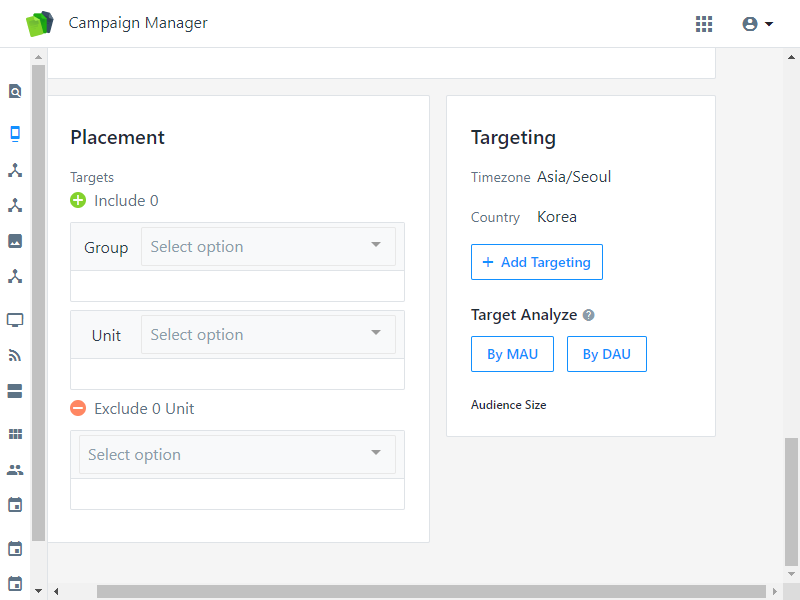 Campaign Manager
Placement
Targets
Include 0
Group Select option
Unit Select option
Exclude 0 Unit
Select option
Targeting
Timezone Asia/Seoul
Country Korea
+ Add Targeting
Target Analyze ?
By MAU By DAU
Audience Size